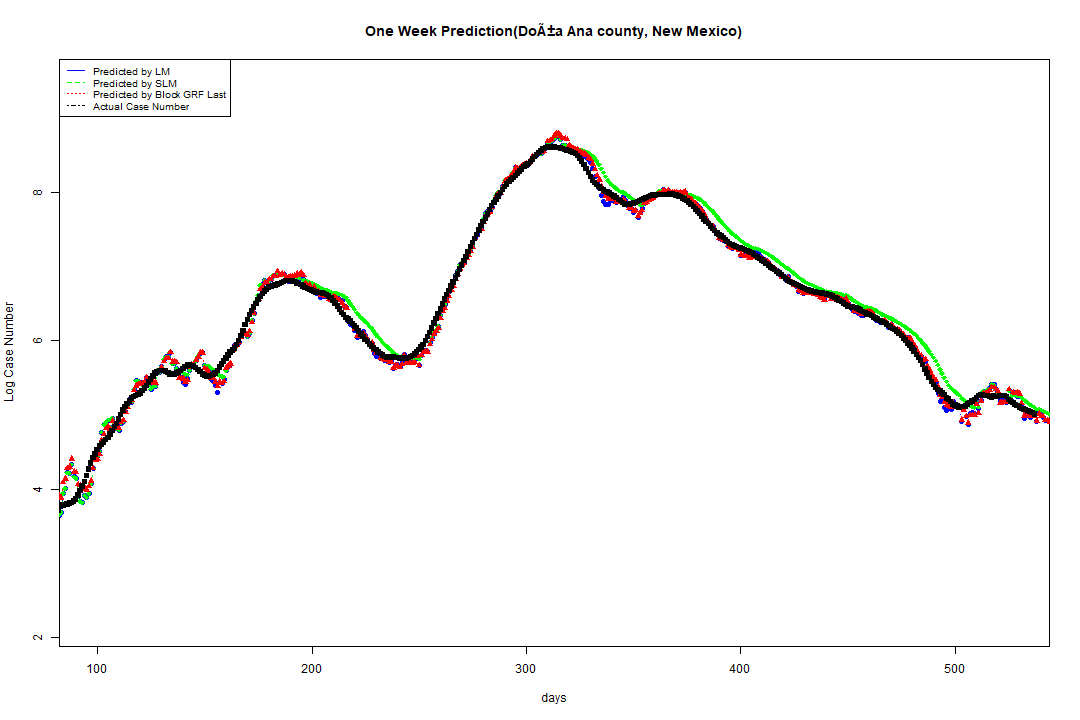 One Week Prediction(DoÃ±a Ana county, New Mexico)
Predicted by LM
Predicted by SLM
Predicted by Block GRF Last
Actual Case Number
Log Case Number
8
6
4
2
100 200 300 400 500
days